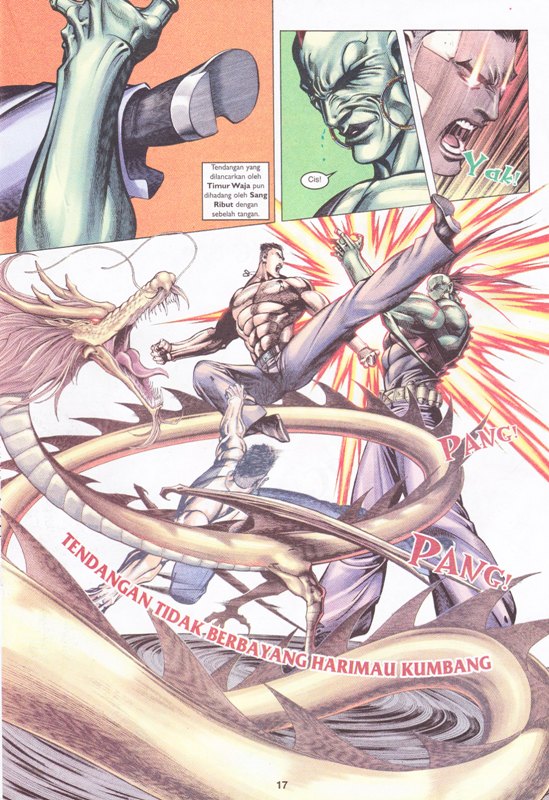 Tendangan yang
dilancarkan oleh
Timur Waja pun
dihadang oleh Sang
Ribut dengan
sebelah tangan.
Cis!
Yak!
PANG!
PANG!
TENDANGAN TIDAK BERBAYANG HARIMAU KUMBANG
17